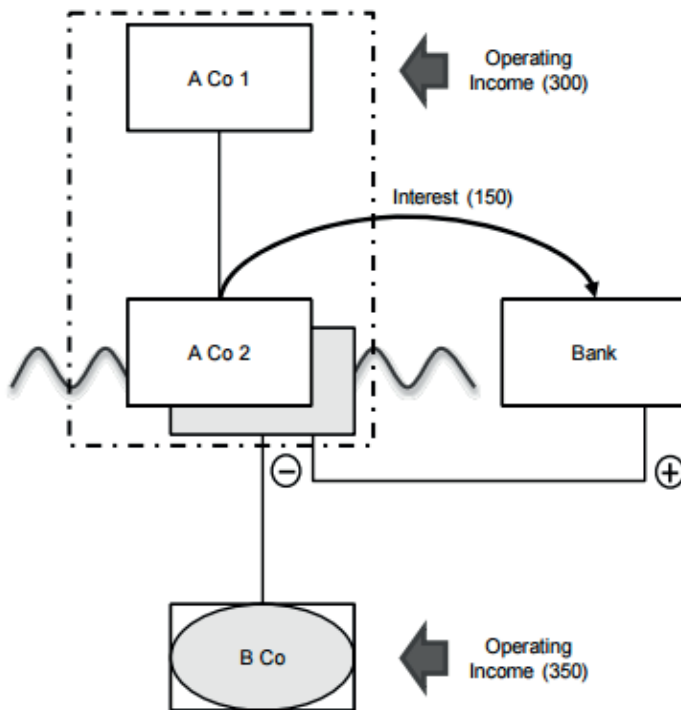 A Co 1
Operating
Income (300)
Interest (150)
A Co 2
Bank
−
+
B Co
Operating
Income (350)